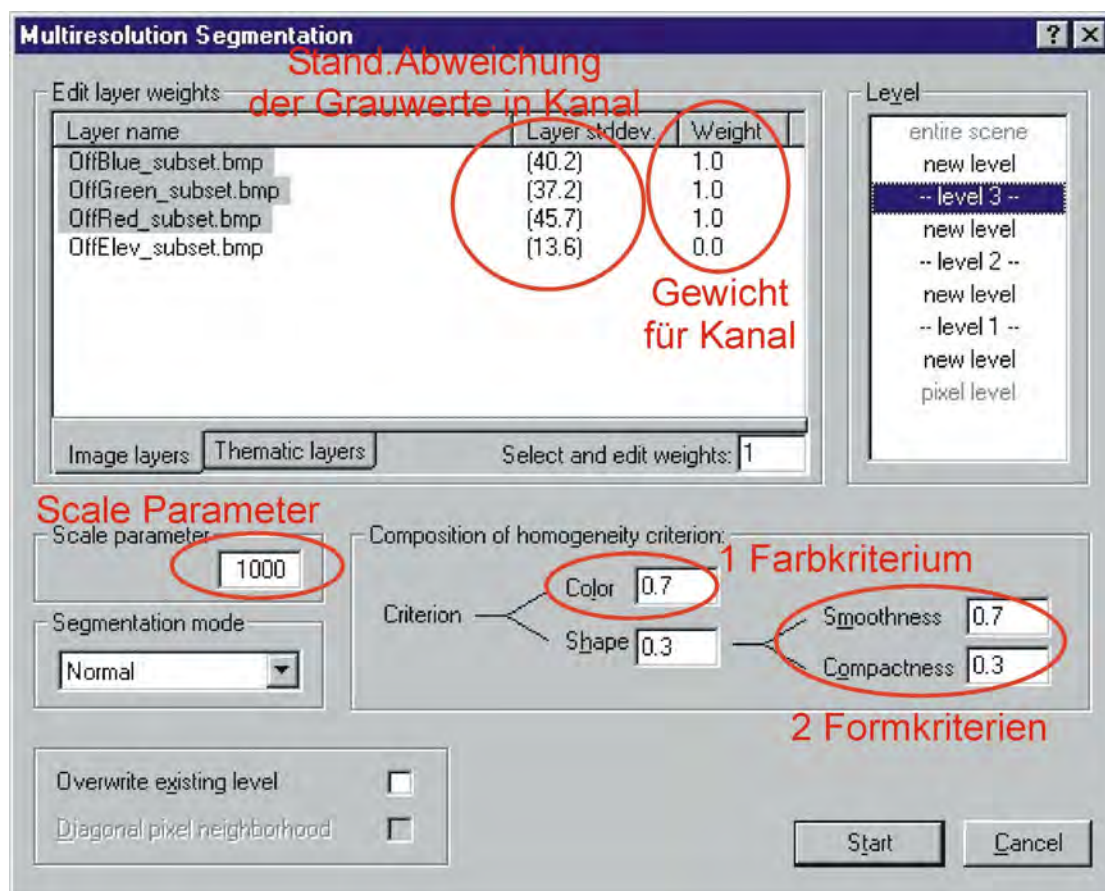 Multiresolution Segmentation
Stand.Abweichung
der Grauwerte in Kanal
Edit layer weights
Layer name Layer stddev. Weight
OffBlue_subset.bmp (40.2) 1.0
OffGreen_subset.bmp (37.2) 1.0
OffRed_subset.bmp (45.7) 1.0
OffElev_subset.bmp (13.6) 0.0
Gewicht
für Kanal
Image layers Thematic layers Select and edit weights: 1
Level
entire scene
new level
-- level 3 --
new level
-- level 2 --
new level
-- level 1 --
new level
pixel level
Scale Parameter
Scale parameter
1000
Segmentation mode
Normal
Composition of homogeneity criterion:
1 Farbkriterium
Criterion
Color 0.7
Shape 0.3
Smoothness 0.7
Compactness 0.3
2 Formkriterien
Overwrite existing level
Diagonal pixel neighborhood
Start Cancel